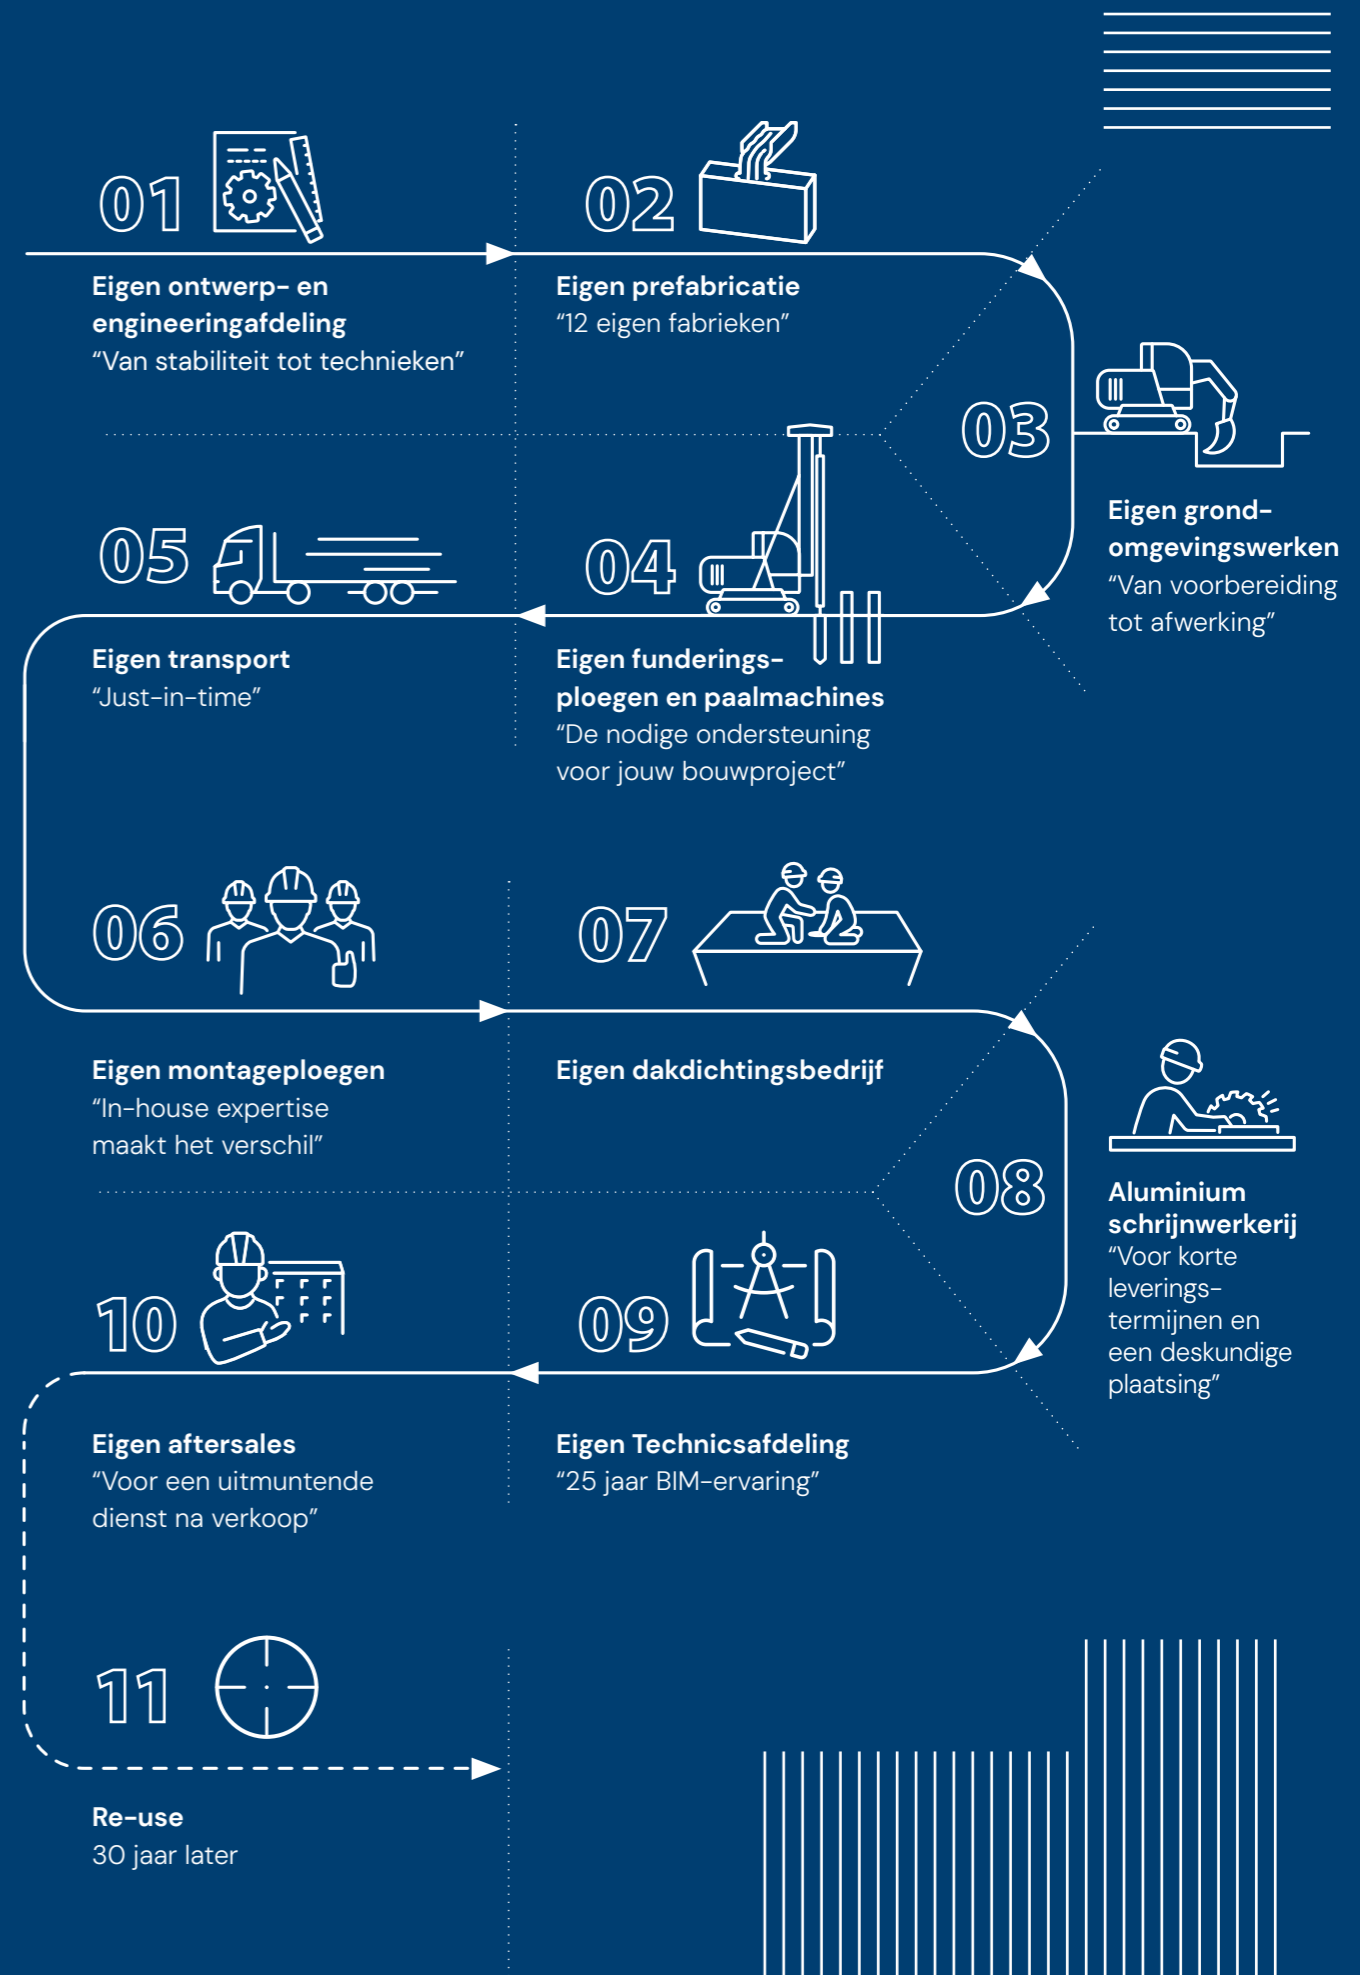 01
Eigen ontwerp- en
engineeringafdeling
“Van stabiliteit tot technieken”
02
Eigen prefabricatie
“12 eigen fabrieken”
03
Eigen grond-
omgevingswerken
“Van voorbereiding
tot afwerking”
04
Eigen funderings-
ploegen en paalmachines
“De nodige ondersteuning
voor jouw bouwproject”
05
Eigen transport
“Just-in-time”
06
Eigen montageploegen
“In-house expertise
maakt het verschil”
07
Eigen dakdichtingsbedrijf
08
Aluminium
schrijnwerkerij
“Voor korte
leverings-
termijnen en
een deskundige
plaatsing”
09
Eigen Technicsafdeling
“25 jaar BIM-ervaring”
10
Eigen aftersales
“Voor een uitmuntende
dienst na verkoop”
11
Re-use
30 jaar later